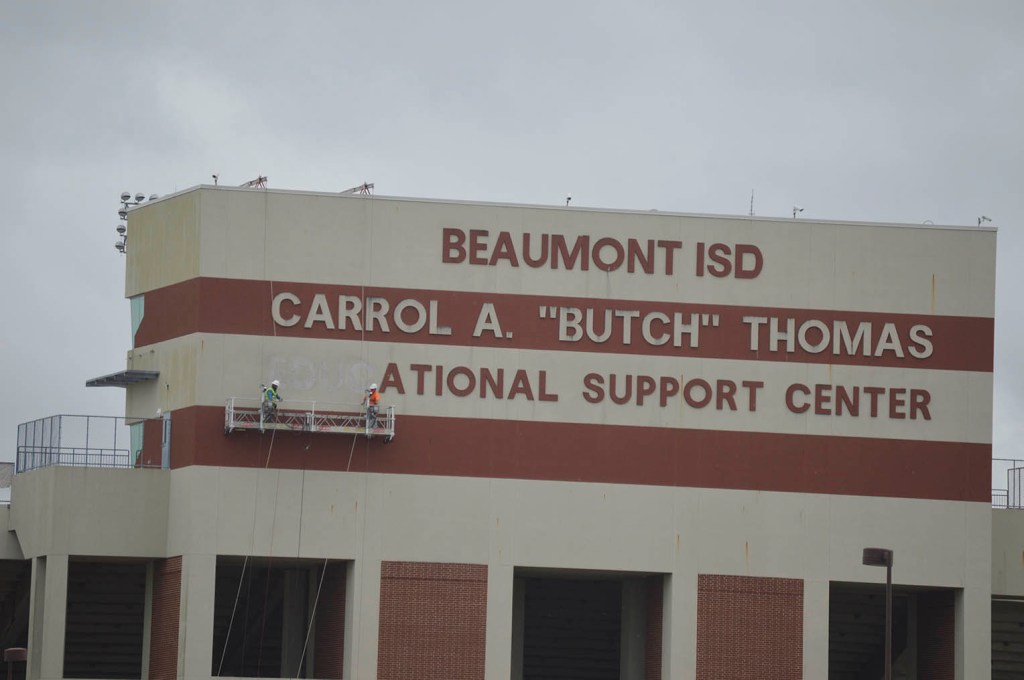 BEAUMONT ISD
CARROL A. "BUTCH" THOMAS
ATIONAL SUPPORT CENTER